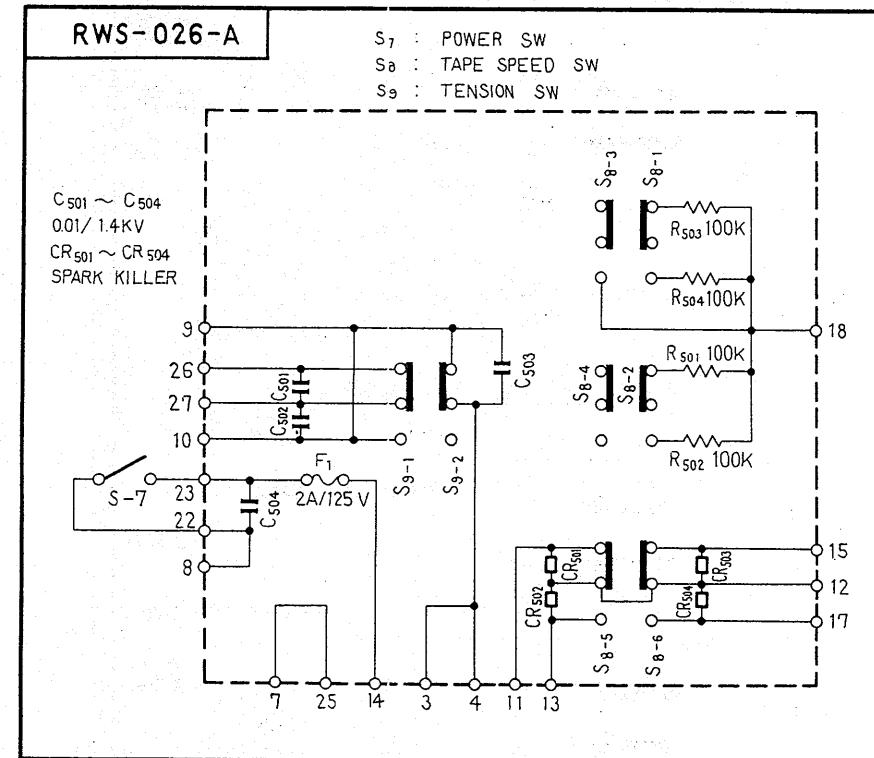 RWS-026-A
S7 : POWER SW
S8 : TAPE SPEED SW
S9 : TENSION SW
C501 ~ C504
0.01/ 1.4KV
CR501 ~ CR504
SPARK KILLER
S8-3
S8-1
R503 100K
R504 100K
18
R501 100K
S8-4
S8-2
R502 100K
9
26
27
10
C501
C502
C503
S9-1
S9-2
S-7
23
22
8
C504
F1
2A/125 V
CR501
CR502
CR503
CR504
S8-5
S8-6
15
12
17
7
25
14
3
4
11
13